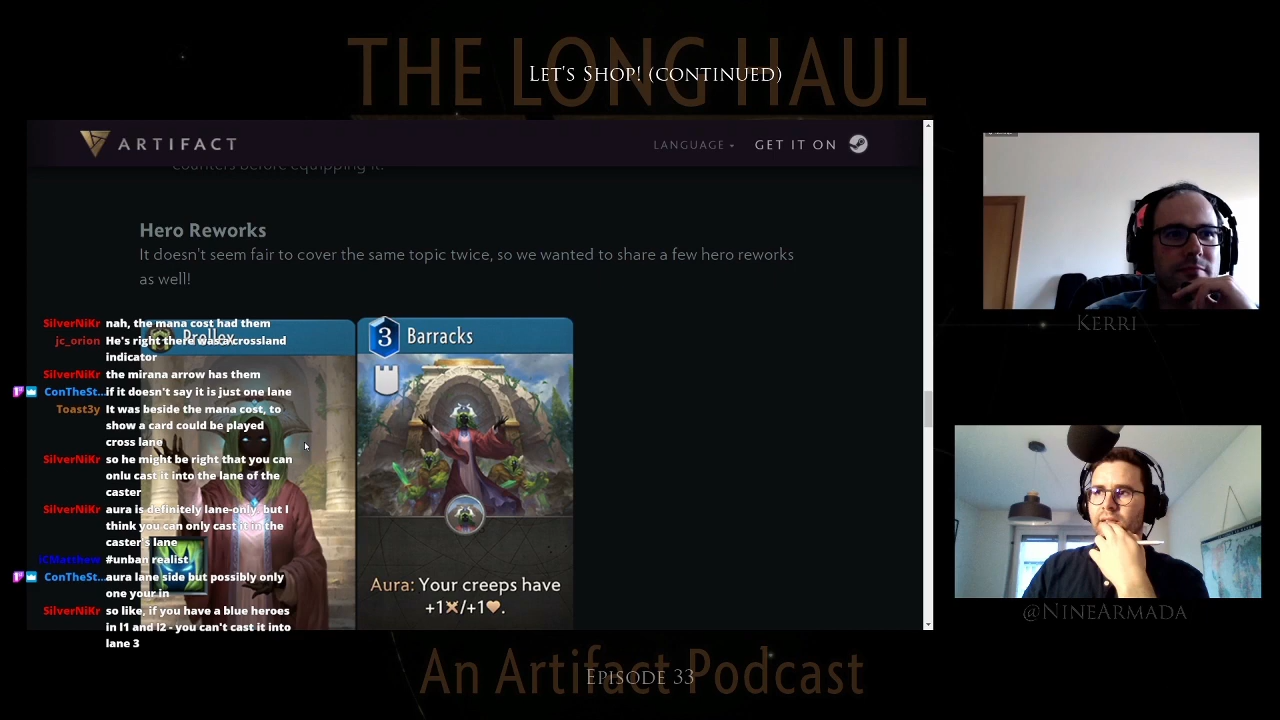 THE LONG HAUL
LET'S SHOP! (CONTINUED)
ARTIFACT
LANGUAGE
GET IT ON
counters before equipping it.
Hero Reworks
It doesn't seem fair to cover the same topic twice, so we wanted to share a few hero reworks
as well!
Prellex
3
Barracks
Aura: Your creeps have
+1/+1.
SilverNiKr nah, the mana cost had them
jc_orion He's right there was a crossland
indicator
SilverNiKr the mirana arrow has them
ConTheSt... if it doesn't say it is just one lane
Toast3y It was beside the mana cost, to
show a card could be played
cross lane
SilverNiKr so he might be right that you can
onlu cast it into the lane of the
caster
SilverNiKr aura is definitely lane-only, but I
think you can only cast it in the
caster's lane
iCMatthew #unban realist
ConTheSt... aura lane side but possibly only
one your in
SilverNiKr so like, if you have a blue heroes
in l1 and l2 - you can't cast it into
lane 3
KERRI
@NINEARMADA
An Artifact Podcast
EPISODE 33